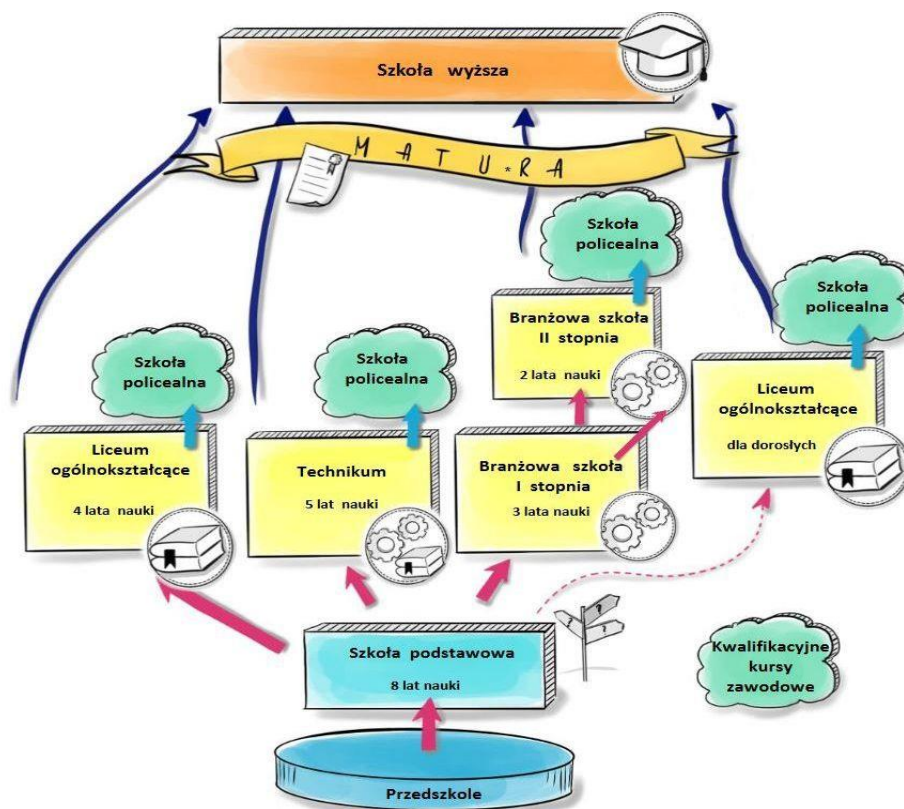 Szkoła wyższa
MATU*RA
Szkoła
policealna
Branżowa szkoła
II stopnia
2 lata nauki
Szkoła
policealna
Szkoła
policealna
Szkoła
policealna
Liceum
ogólnokształcące
dla dorosłych
Liceum
ogólnokształcące
4 lata nauki
Technikum
5 lat nauki
Branżowa szkoła
I stopnia
3 lata nauki
Szkoła podstawowa
8 lat nauki
?
?
?
Kwalifikacyjne
kursy
zawodowe
Przedszkole